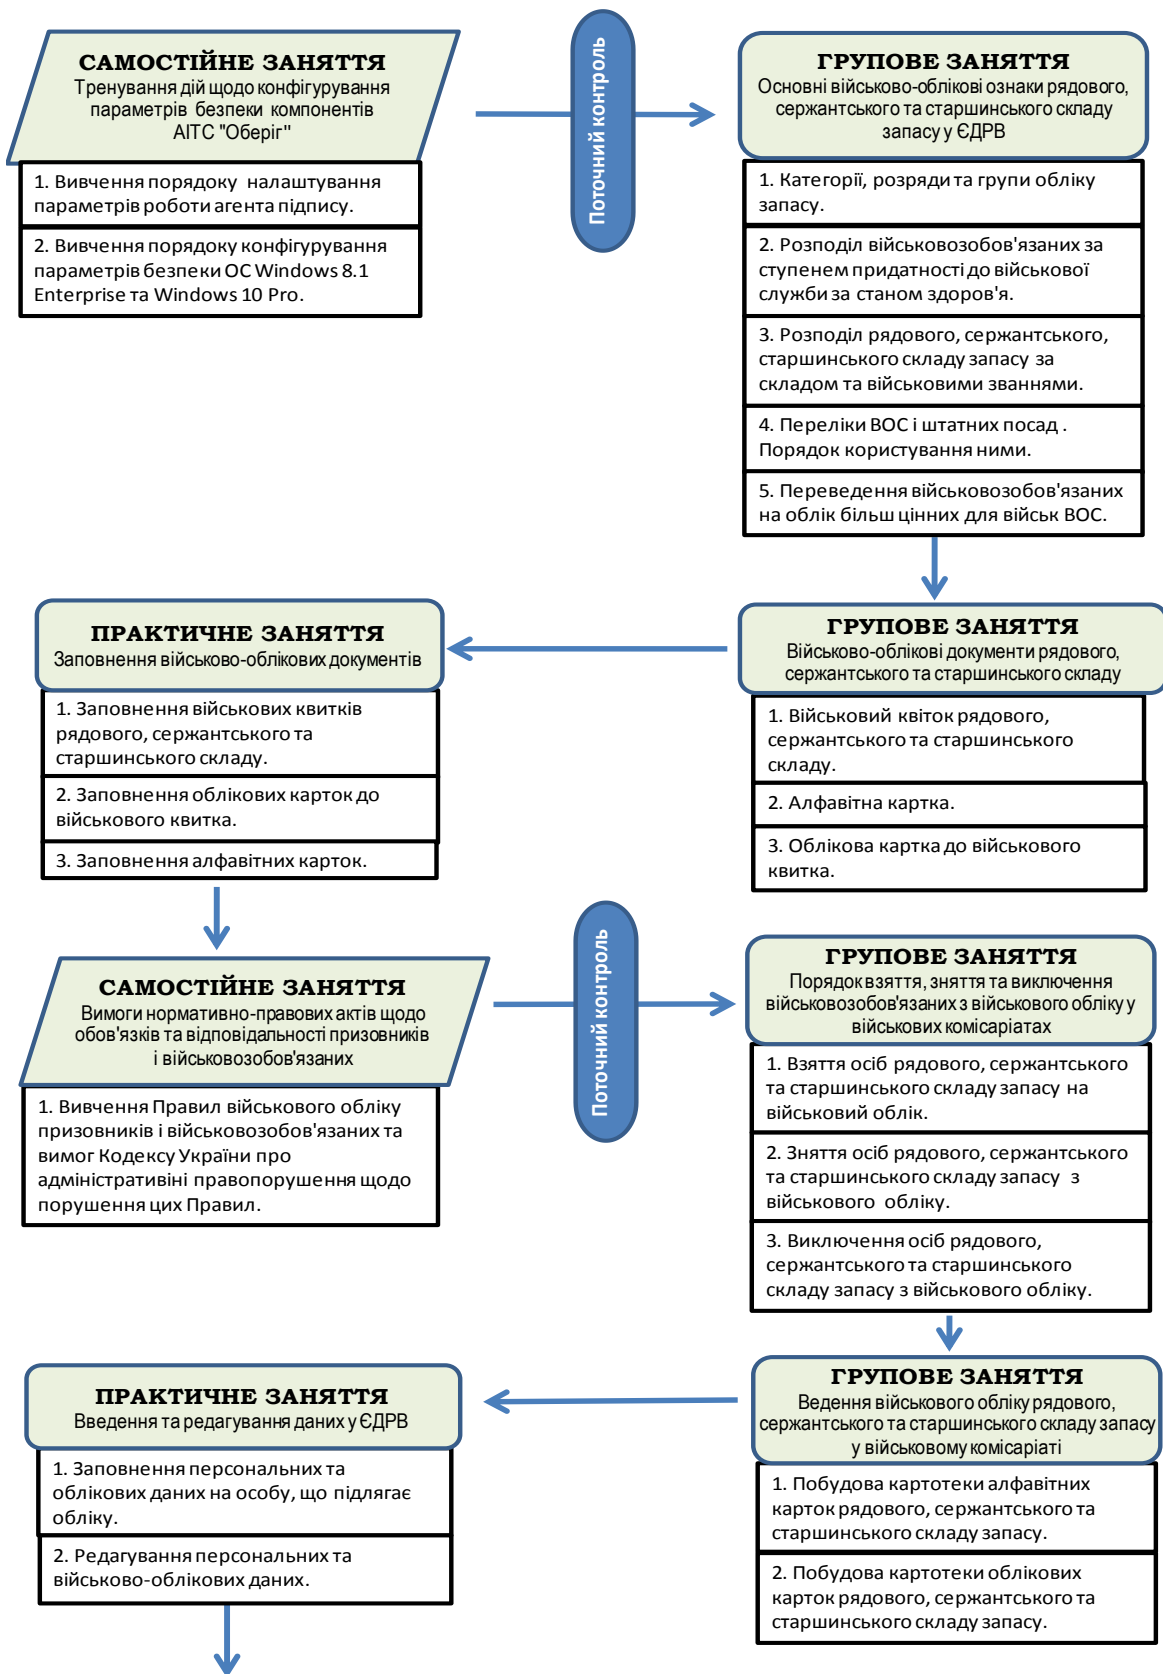 САМОСТІЙНЕ ЗАНЯТТЯ
Тренування дій щодо конфігурування
параметрів безпеки компонентів
АІТС "Оберіг"
1. Вивчення порядоку налаштування
параметрів роботи агента підпису.
2. Вивчення порядоку конфігурування
параметрів безпеки ОС Windows 8.1
Enterprise та Windows 10 Pro.
Поточний контроль
ГРУПОВЕ ЗАНЯТТЯ
Основні військово-облікові ознаки рядового,
сержантського та старшинського складу
запасу у ЄДРВ
1. Категорії, розряди та групи обліку
запасу.
2. Розподіл військовозобов'язаних за
ступенем придатності до військової
служби за станом здоров'я.
3. Розподіл рядового, сержантського,
старшинського складу запасу за
складом та військовими званнями.
4. Переліки ВОС і штатних посад .
Порядок користування ними.
5. Переведення військовозобов'язаних
на облік більш цінних для військ ВОС.
ГРУПОВЕ ЗАНЯТТЯ
Військово-облікові документи рядового,
сержантського та старшинського складу
1. Військовий квіток рядового,
сержантського та старшинського
складу.
2. Алфавітна картка.
3. Облікова картка до військового
квитка.
ПРАКТИЧНЕ ЗАНЯТТЯ
Заповнення військово-облікових документів
1. Заповнення військових квитків
рядового, сержантського та
старшинського складу.
2. Заповнення облікових карток до
військового квитка.
3. Заповнення алфавітних карток.
САМОСТІЙНЕ ЗАНЯТТЯ
Вимоги нормативно-правових актів щодо
обов'язків та відповідальності призовників
і військовозобов'язаних
1. Вивчення Правил військового обліку
призовників і військовозобов'язаних та
вимог Кодексу України про
адміністративіні правопорушення щодо
порушення цих Правил.
Поточний контроль
ГРУПОВЕ ЗАНЯТТЯ
Порядок взяття, зняття та виключення
військовозобов'язаних з військового обліку у
військових комісаріатах
1. Взяття осіб рядового, сержантського
та старшинського складу запасу на
військовий облік.
2. Зняття осіб рядового, сержантського
та старшинського складу запасу з
військового обліку.
3. Виключення осіб рядового,
сержантського та старшинського
складу запасу з військового обліку.
ГРУПОВЕ ЗАНЯТТЯ
Ведення військового обліку рядового,
сержантського та старшинського складу запасу
у військовому комісаріаті
1. Побудова картотеки алфавітних
карток рядового, сержантського та
старшинського складу запасу.
2. Побудова картотеки облікових
карток рядового, сержантського та
старшинського складу запасу.
ПРАКТИЧНЕ ЗАНЯТТЯ
Введення та редагування даних у ЄДРВ
1. Заповнення персональних та
облікових даних на особу, що підлягає
обліку.
2. Редагування персональних та
військово-облікових даних.